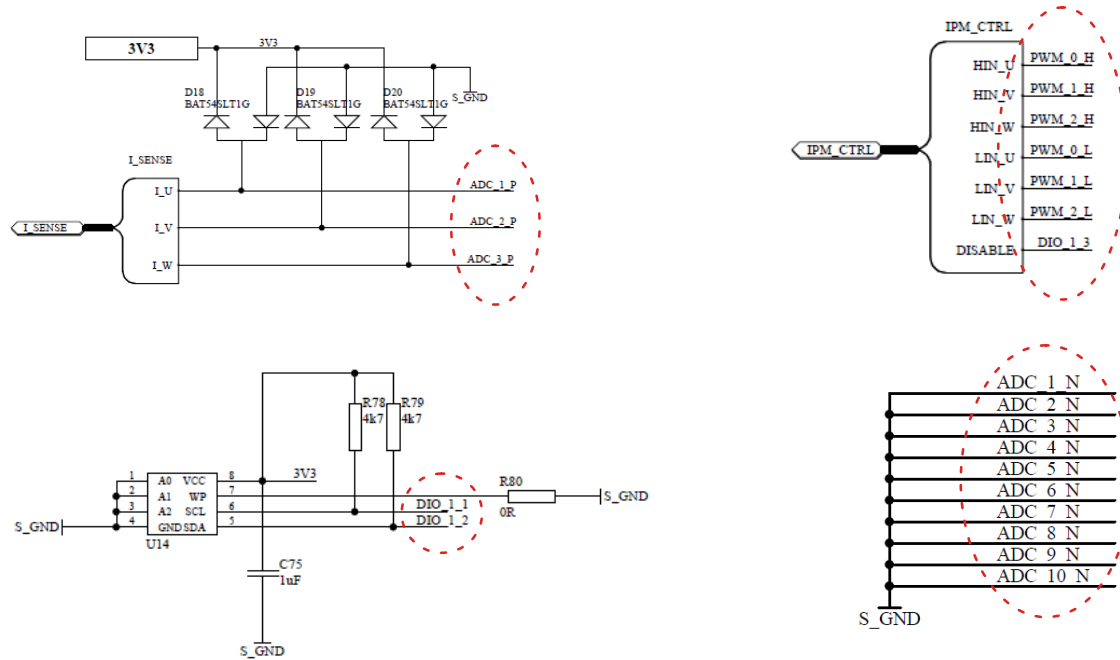 3V3
3V3
D18
BAT54SLT1G
D19
BAT54SLT1G
D20
BAT54SLT1G
S_GND
I_SENSE
I_SENSE
I_U
I_V
I_W
ADC_1_P
ADC_2_P
ADC_3_P
IPM_CTRL
IPM_CTRL
HIN_U PWM_0_H
HIN_V PWM_1_H
HIN_W PWM_2_H
LIN_U PWM_0_L
LIN_V PWM_1_L
LIN_W PWM_2_L
DISABLE DIO_1_3
R78
4k7
R79
4k7
1 A0 VCC 8
2 A1 WP 7
3 A2 SCL 6
4 GND SDA 5
U14
S_GND
3V3
DIO_1_1
DIO_1_2
R80
0R
S_GND
C75
1uF
S_GND
ADC_1_N
ADC_2_N
ADC_3_N
ADC_4_N
ADC_5_N
ADC_6_N
ADC_7_N
ADC_8_N
ADC_9_N
ADC_10_N
S_GND